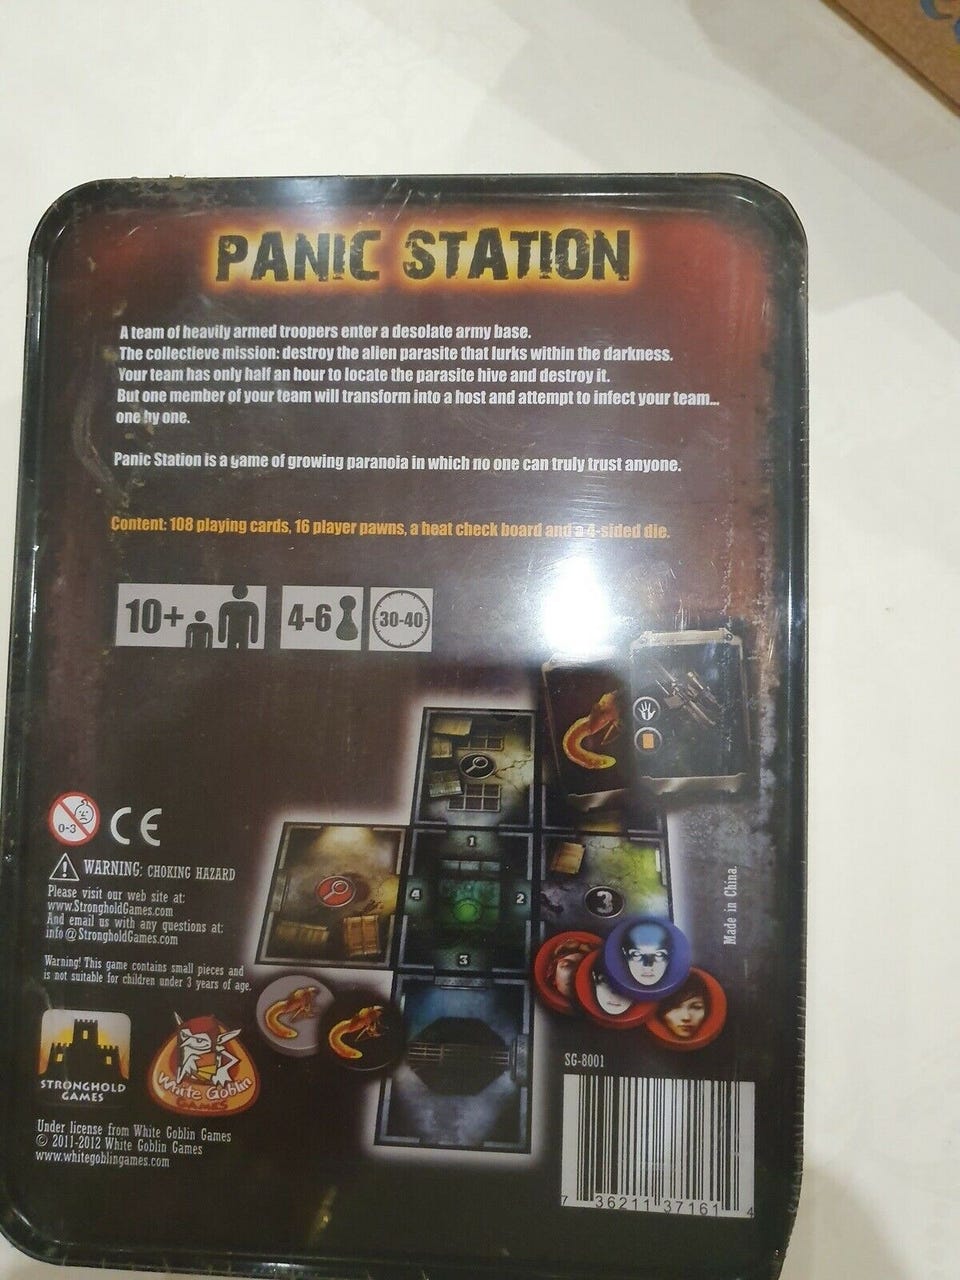 PANIC STATION
A team of heavily armed troopers enter a desolate army base.
The collectieve mission: destroy the alien parasite that lurks within the darkness.
Your team has only half an hour to locate the parasite hive and destroy it.
But one member of your team will transform into a host and attempt to infect your team...
one by one.
Panic Station is a game of growing paranoia in which no one can truly trust anyone.
Content: 108 playing cards, 16 player pawns, a heat check board and a 4-sided die.
10+
4-6
30-40
1
4
2
3
3
0-3
CE
WARNING: CHOKING HAZARD
Please visit our web site at:
www.StrongholdGames.com
And email us with any questions at:
info@StrongholdGames.com
Warning! This game contains small pieces and
is not suitable for children under 3 years of age.
Made in China.
STRONGHOLD
GAMES
White Goblin
GAMES
Under license from White Goblin Games
© 2011-2012 White Goblin Games
www.whitegoblingames.com
SG-8001
7 36211 37161 4